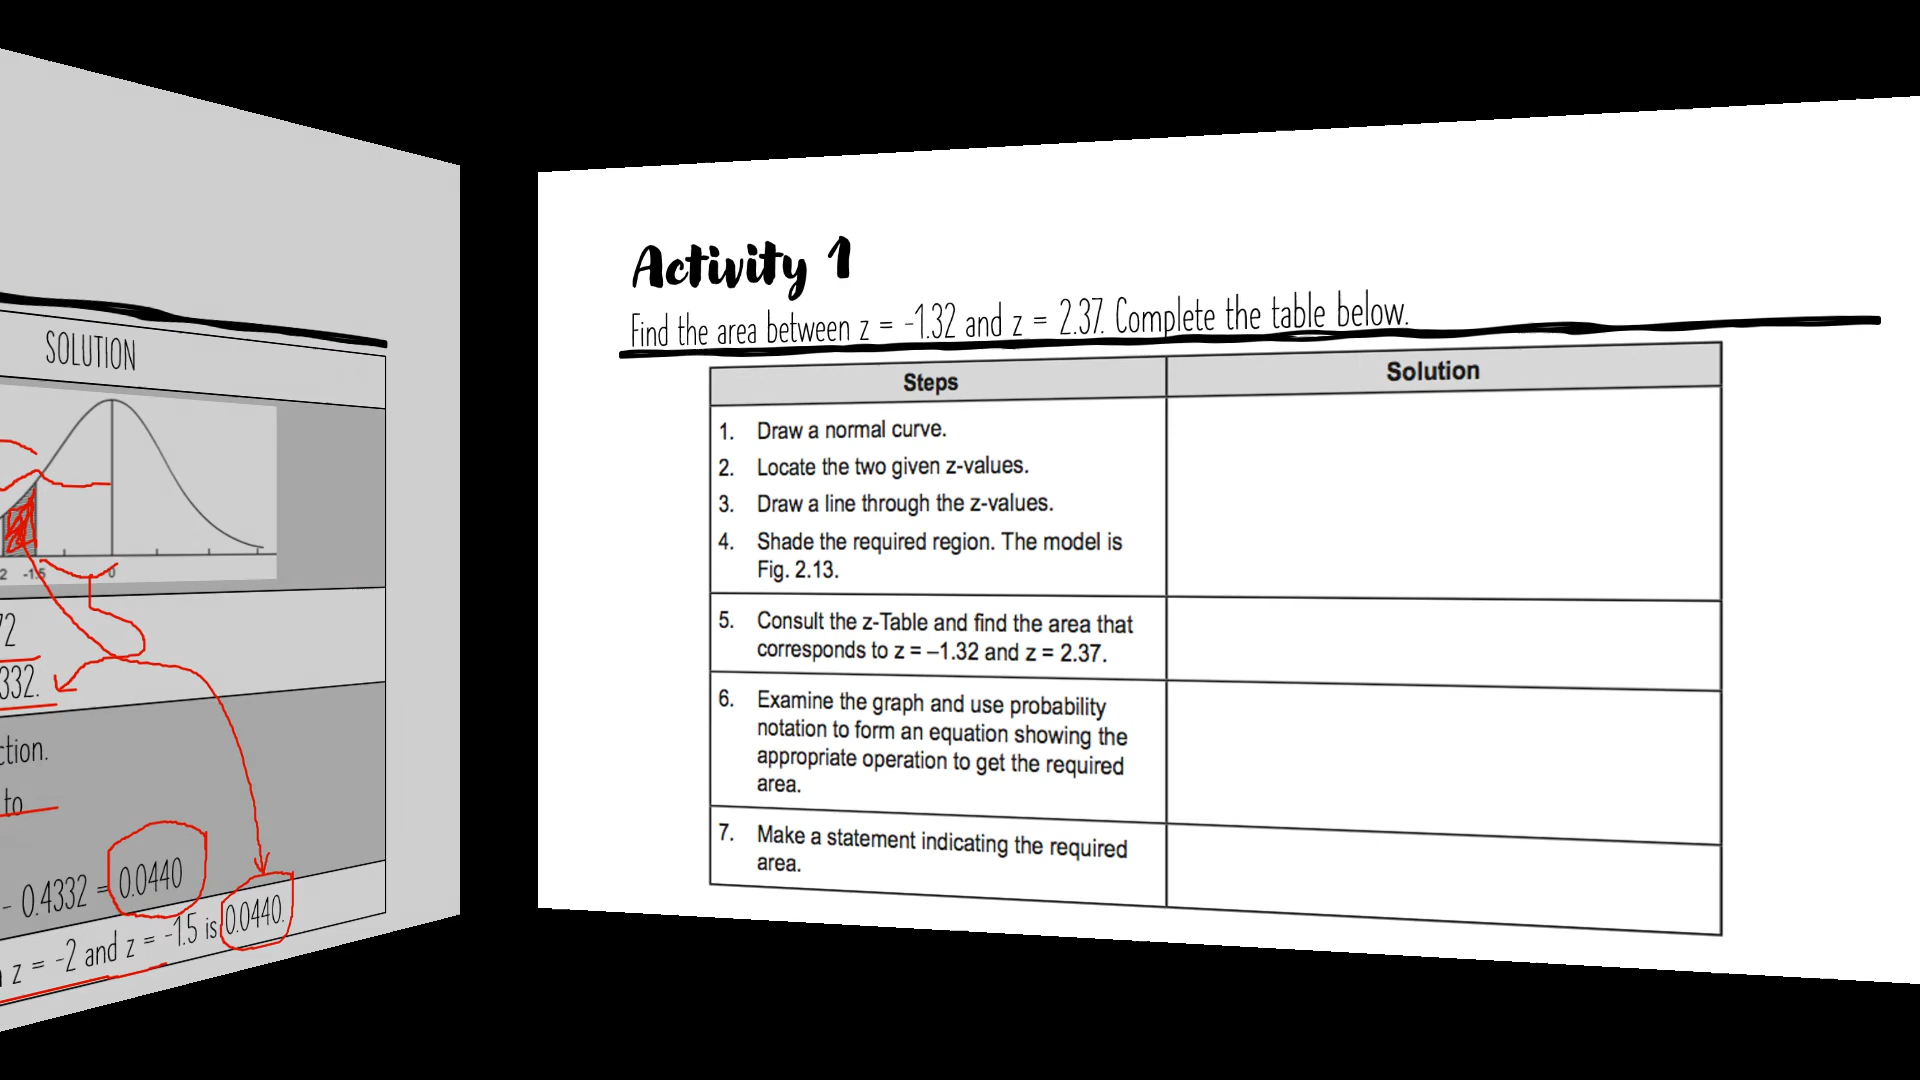 SOLUTION
2 -1.5 0
72
332.
ction.
to
- 0.4332 = 0.0440
z = -2 and z = -1.5 is 0.0440.
Activity 1
Find the area between z = -1.32 and z = 2.37. Complete the table below.
Steps
Solution
1. Draw a normal curve.
2. Locate the two given z-values.
3. Draw a line through the z-values.
4. Shade the required region. The model is
Fig. 2.13.
5. Consult the z-Table and find the area that
corresponds to z = –1.32 and z = 2.37.
6. Examine the graph and use probability
notation to form an equation showing the
appropriate operation to get the required
area.
7. Make a statement indicating the required
area.